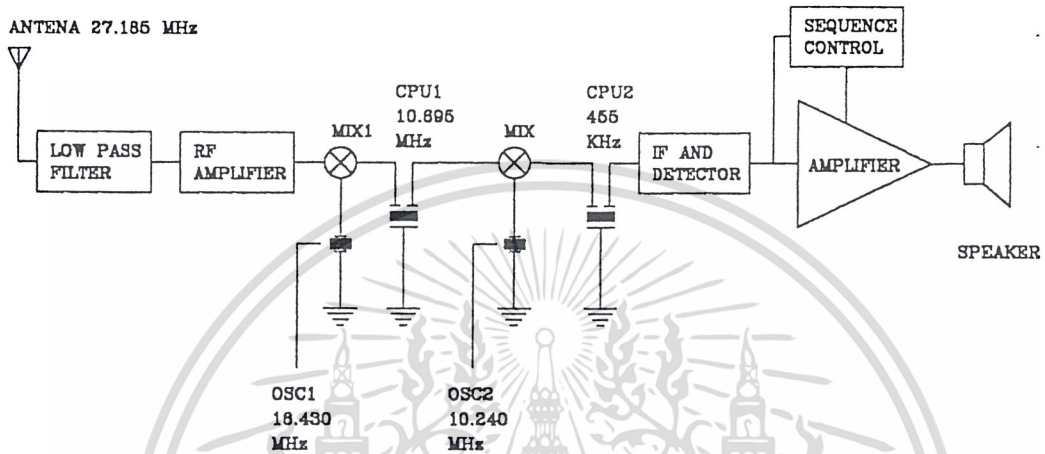 ANTENA 27.185 MHz
LOW PASS
FILTER
RF
AMPLIFIER
MIX1
CPU1
10.695
MHz
MIX
CPU2
455
KHz
IF AND
DETECTOR
SEQUENCE
CONTROL
AMPLIFIER
SPEAKER
OSC1
16.430
MHz
OSC2
10.240
MHz